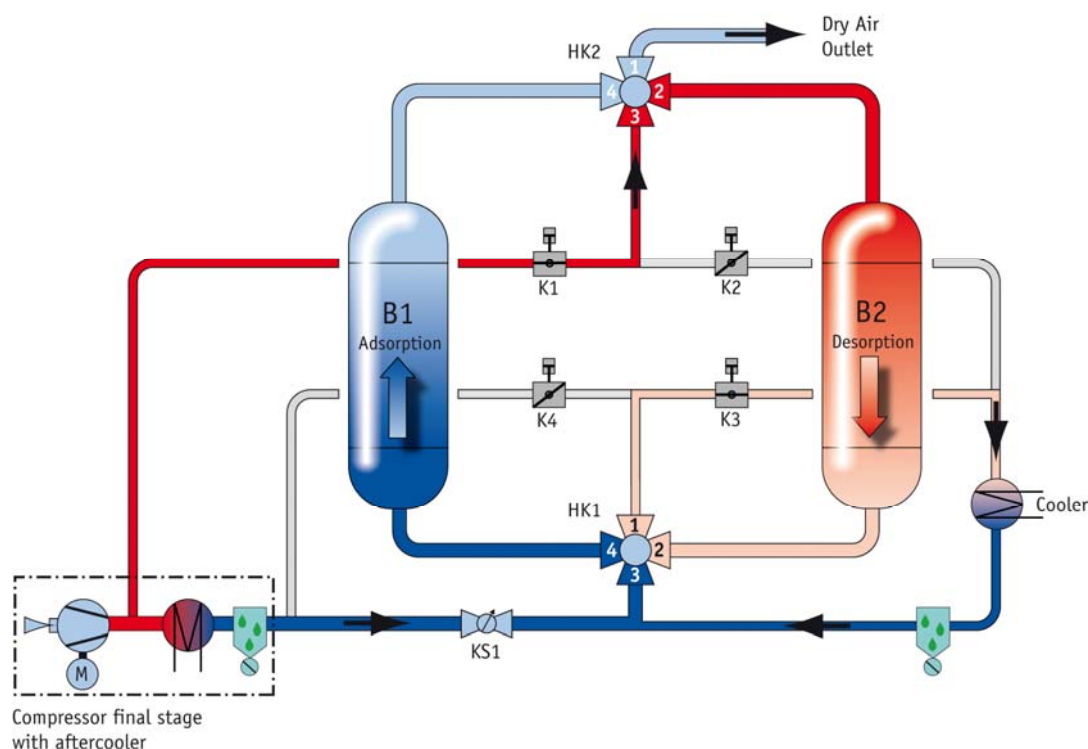 Dry Air
Outlet
HK2
1
4
2
3
K1
K2
B1
Adsorption
B2
Desorption
K4
K3
HK1
1
4
2
3
Cooler
KS1
M
Compressor final stage
with aftercooler